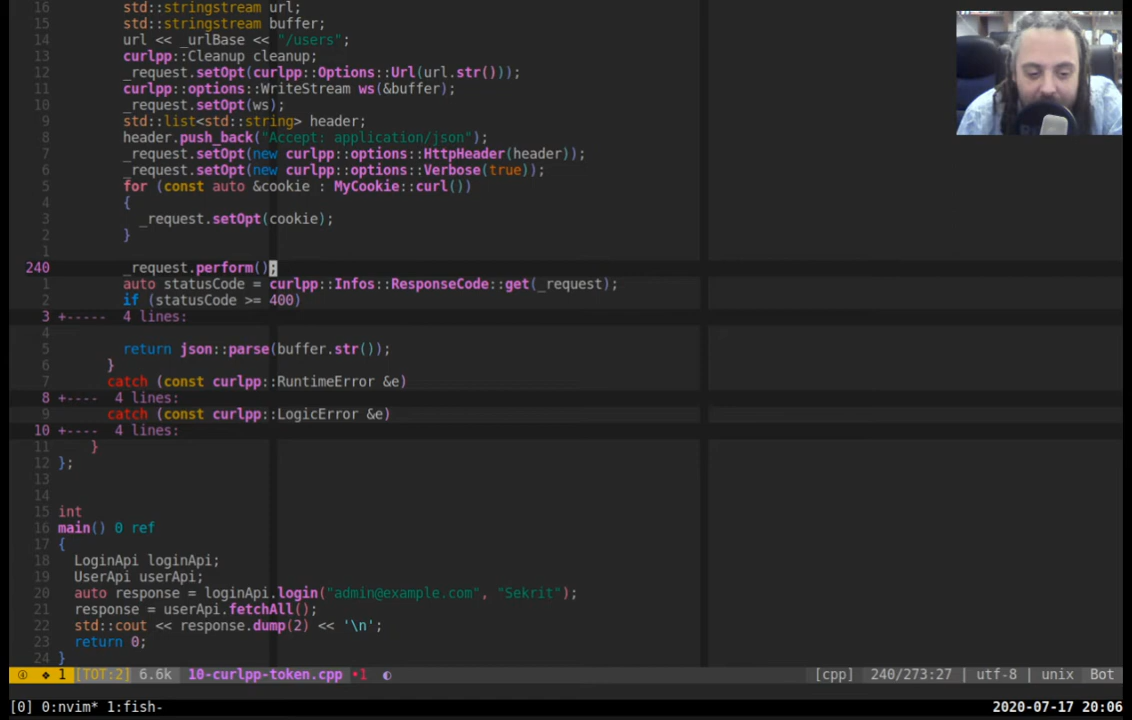 16 std::stringstream url;
15 std::stringstream buffer;
14 url << _urlBase << "/users";
13 curlpp::Cleanup cleanup;
12 _request.setOpt(curlpp::Options::Url(url.str()));
11 curlpp::options::WriteStream ws(&buffer);
10 _request.setOpt(ws);
9 std::list<std::string> header;
8 header.push_back("Accept: application/json");
7 _request.setOpt(new curlpp::options::HttpHeader(header));
6 _request.setOpt(new curlpp::options::Verbose(true));
5 for (const auto &cookie : MyCookie::curl())
4 {
3 _request.setOpt(cookie);
2 }
1
240 _request.perform();
1 auto statusCode = curlpp::Infos::ResponseCode::get(_request);
2 if (statusCode >= 400)
3 +----- 4 lines:
4
5 return json::parse(buffer.str());
6 }
7 catch (const curlpp::RuntimeError &e)
8 +---- 4 lines:
9 catch (const curlpp::LogicError &e)
10 +---- 4 lines:
11 }
12 };
13
14
15 int
16 main() 0 ref
17 {
18 LoginApi loginApi;
19 UserApi userApi;
20 auto response = loginApi.login("admin@example.com", "Sekrit");
21 response = userApi.fetchAll();
22 std::cout << response.dump(2) << '\n';
23 return 0;
24 }
④ ❖ 1 [TOT:2] 6.6k 10-curlpp-token.cpp •1 [cpp] 240/273:27 | utf-8 | unix Bot
[0] 0:nvim* 1:fish- 2020-07-17 20:06